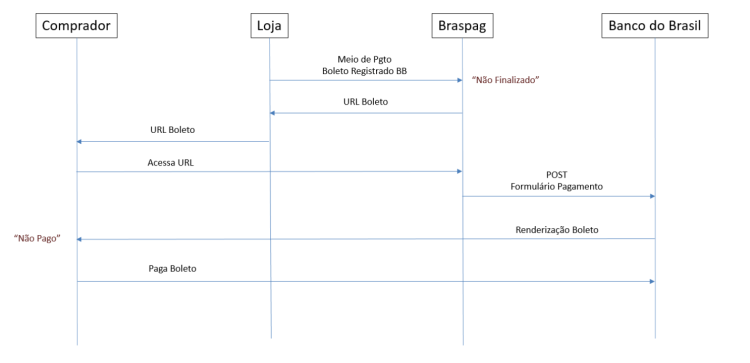 Comprador
Loja
Braspag
Banco do Brasil
Meio de Pgto
Boleto Registrado BB
“Não Finalizado”
URL Boleto
URL Boleto
Acessa URL
POST
Formulário Pagamento
Renderização Boleto
“Não Pago”
Paga Boleto